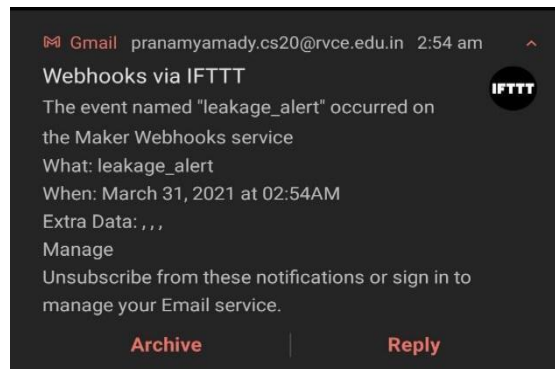 Gmail pranamyamady.cs20@rvce.edu.in 2:54 am
Webhooks via IFTTT
IFTTT
The event named "leakage_alert" occurred on
the Maker Webhooks service
What: leakage_alert
When: March 31, 2021 at 02:54AM
Extra Data: , , ,
Manage
Unsubscribe from these notifications or sign in to
manage your Email service.
Archive Reply